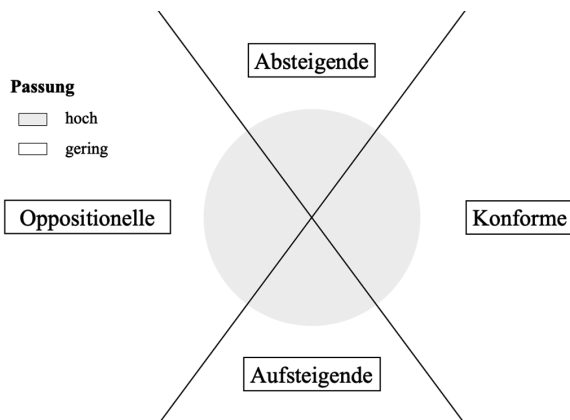 Absteigende
Passung
hoch
gering
Oppositionelle
Konforme
Aufsteigende